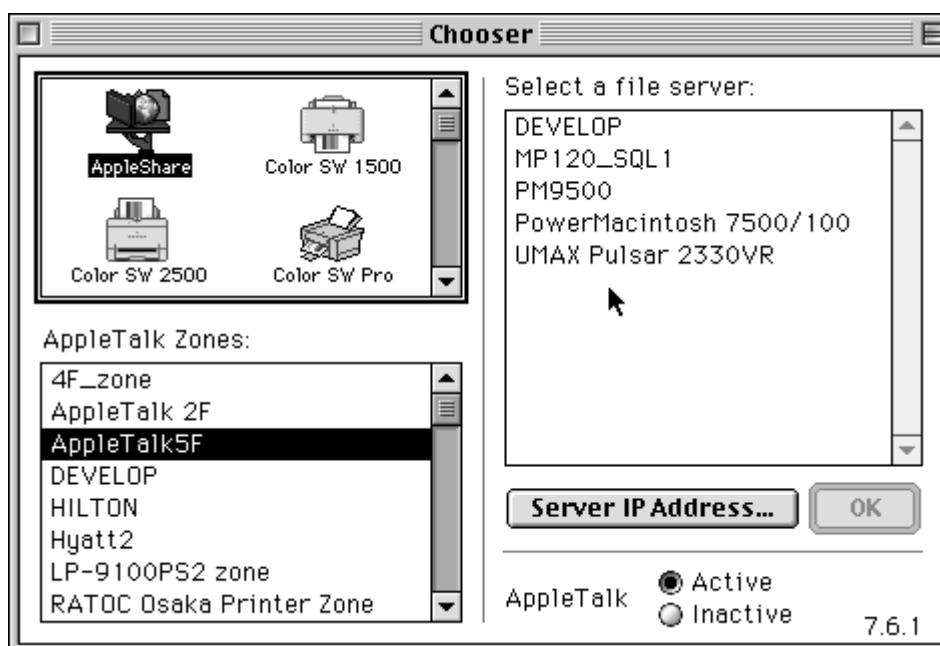 Chooser
AppleShare
Color SW 1500
Color SW 2500
Color SW Pro
AppleTalk Zones:
4F_zone
AppleTalk 2F
AppleTalk5F
DEVELOP
HILTON
Hyatt2
LP-9100PS2 zone
RATOC Osaka Printer Zone
Select a file server:
DEVELOP
MP120_SQL1
PM9500
PowerMacintosh 7500/100
UMAX Pulsar 2330VR
Server IP Address...
OK
AppleTalk
Active
Inactive
7.6.1